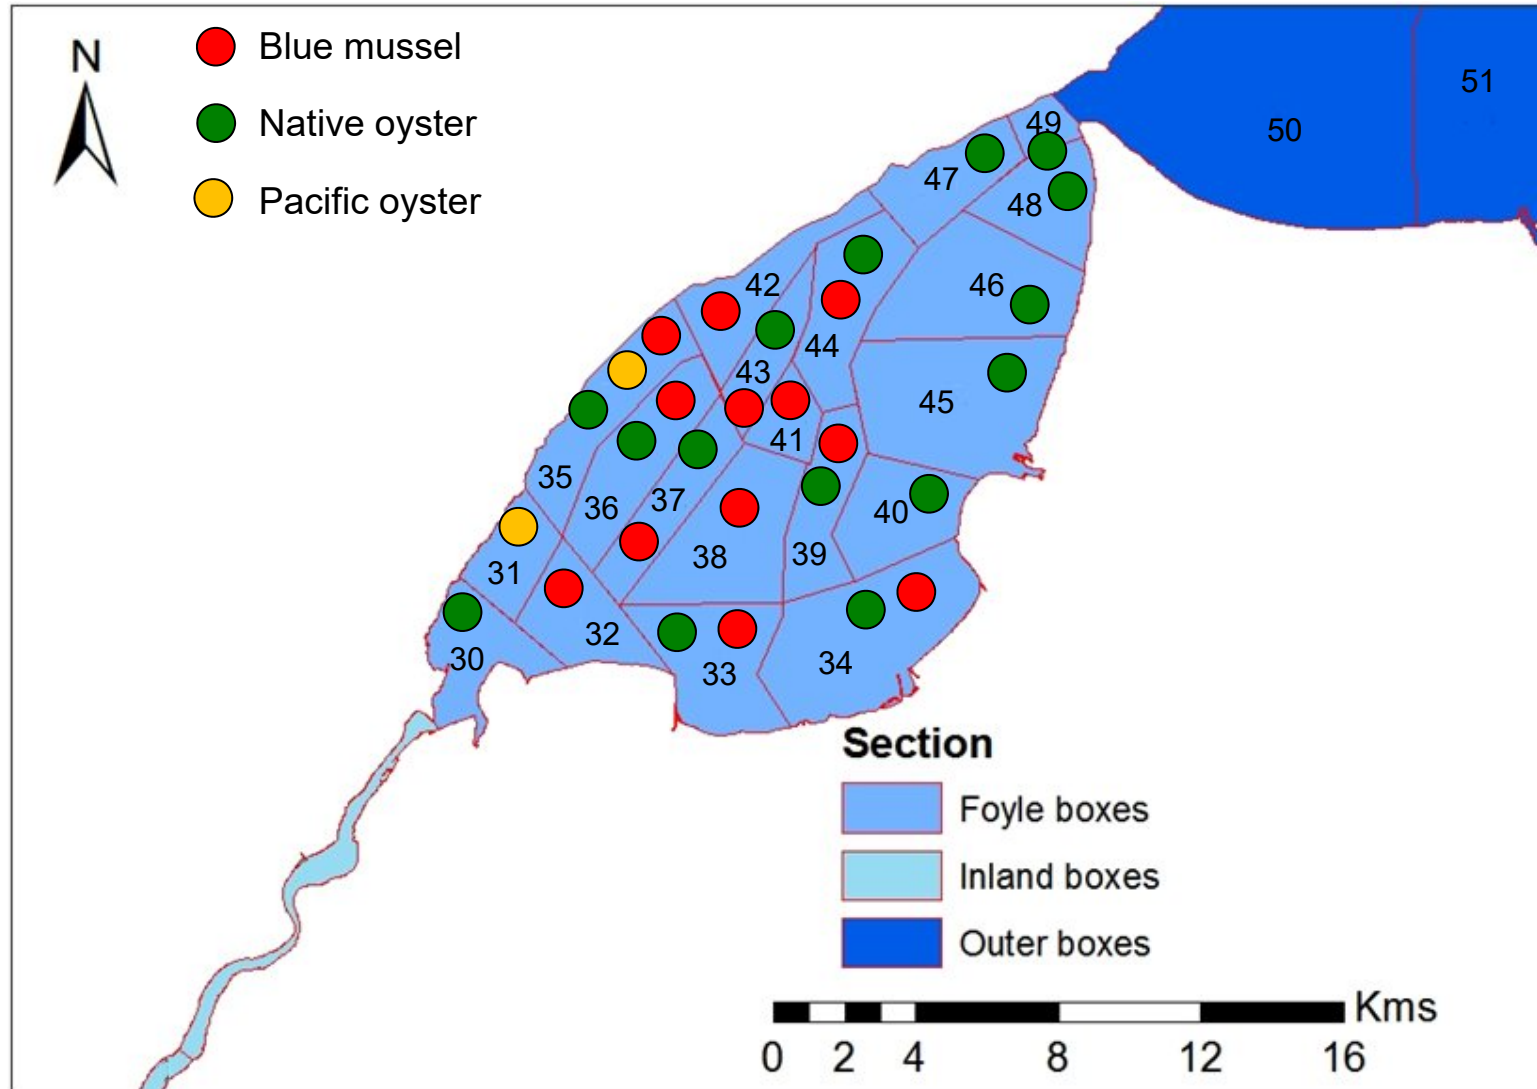 N
Blue mussel
Native oyster
Pacific oyster
51
50
49
47
48
42
46
44
43
45
41
35
36
37
40
38
39
31
32
30
33
34
Section
Foyle boxes
Inland boxes
Outer boxes
Kms
0 2 4 8 12 16